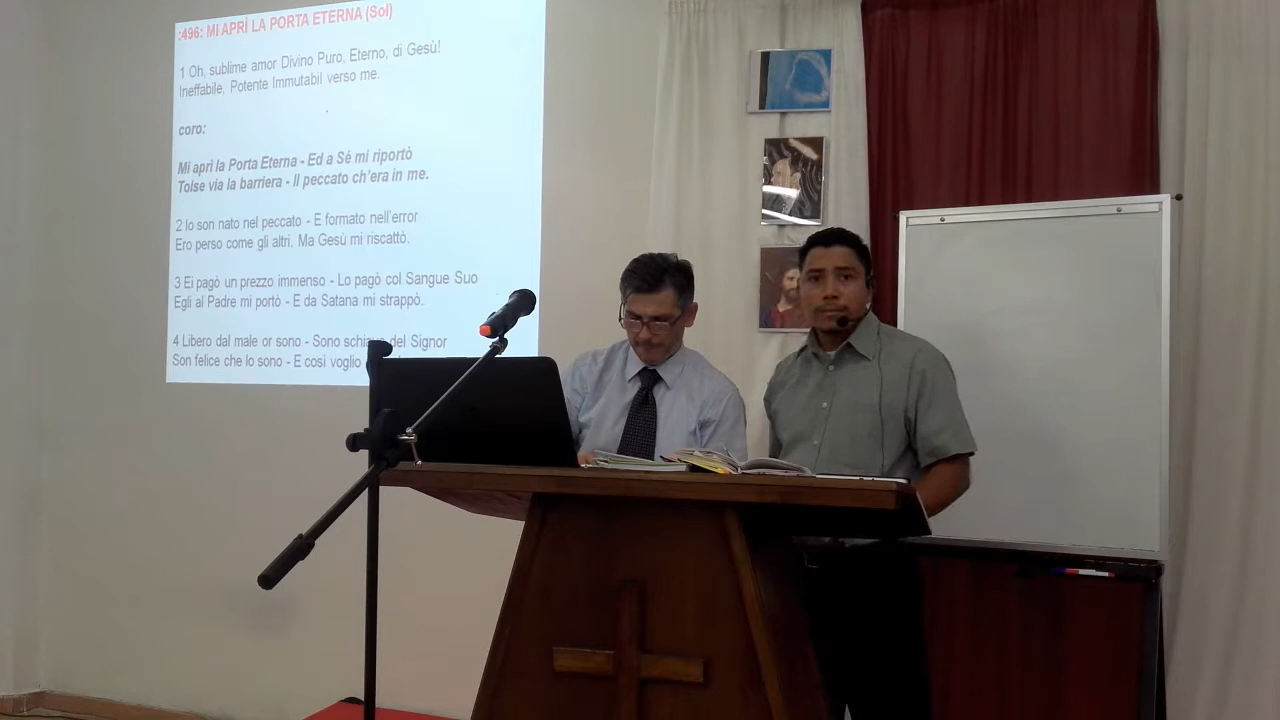 :496: MI APRÌ LA PORTA ETERNA (Sol)
1 Oh, sublime amor Divino Puro, Eterno, di Gesù!
Ineffabile, Potente Immutabil verso me.
coro:
Mi aprì la Porta Eterna - Ed a Sé mi riportò
Tolse via la barriera - Il peccato ch'era in me.
2 Io son nato nel peccato - E formato nell'error
Ero perso come gli altri. Ma Gesù mi riscattò.
3 Ei pagò un prezzo immenso - Lo pagò col Sangue Suo
Egli al Padre mi portò - E da Satana mi strappò.
4 Libero dal male or sono - Sono del Signor
Son felice che lo sono - E così voglio